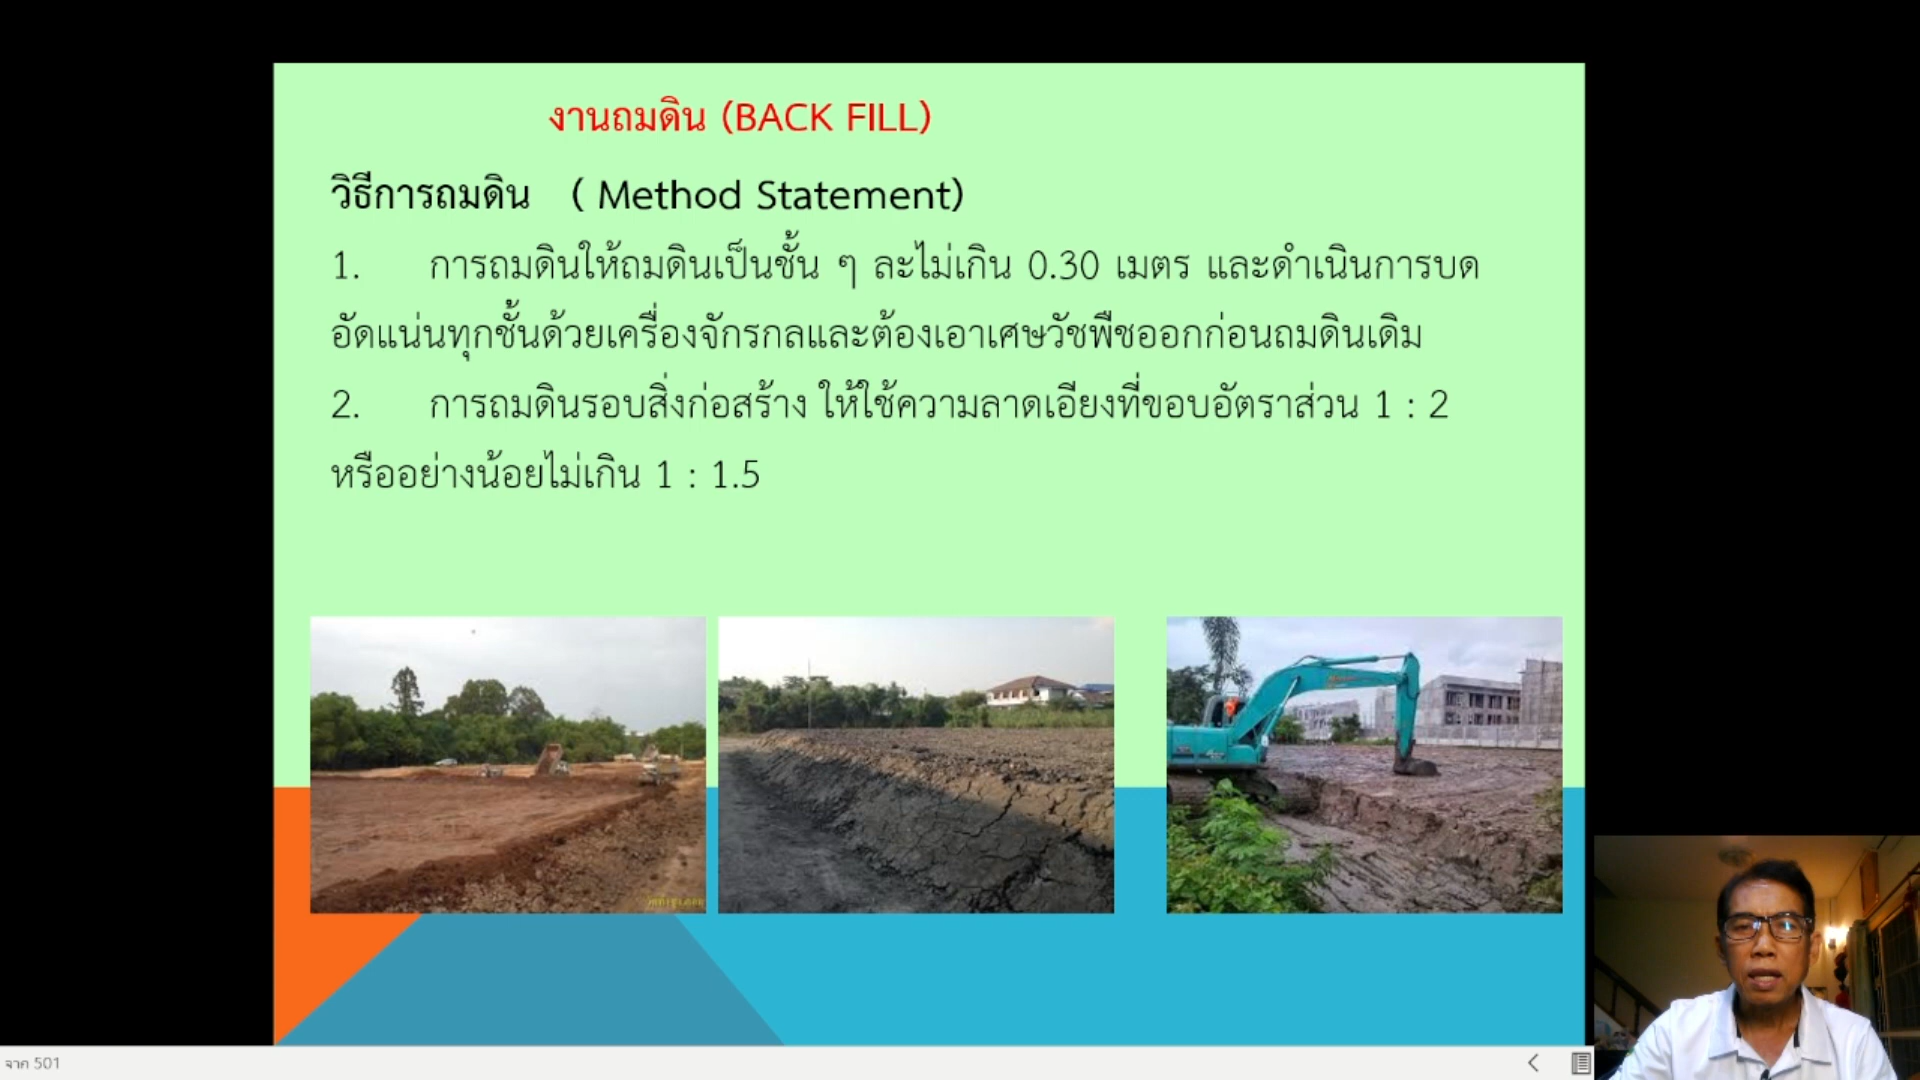 งานถมดิน (BACK FILL)
วิธีการถมดิน ( Method Statement)
1. การถมดินให้ถมดินเป็นชั้น ๆ ละไม่เกิน 0.30 เมตร และดำเนินการบด
อัดแน่นทุกชั้นด้วยเครื่องจักรกลและต้องเอาเศษวัชพืชออกก่อนถมดินเดิม
2. การถมดินรอบสิ่งก่อสร้าง ให้ใช้ความลาดเอียงที่ขอบอัตราส่วน 1 : 2
หรืออย่างน้อยไม่เกิน 1 : 1.5
จาก 501